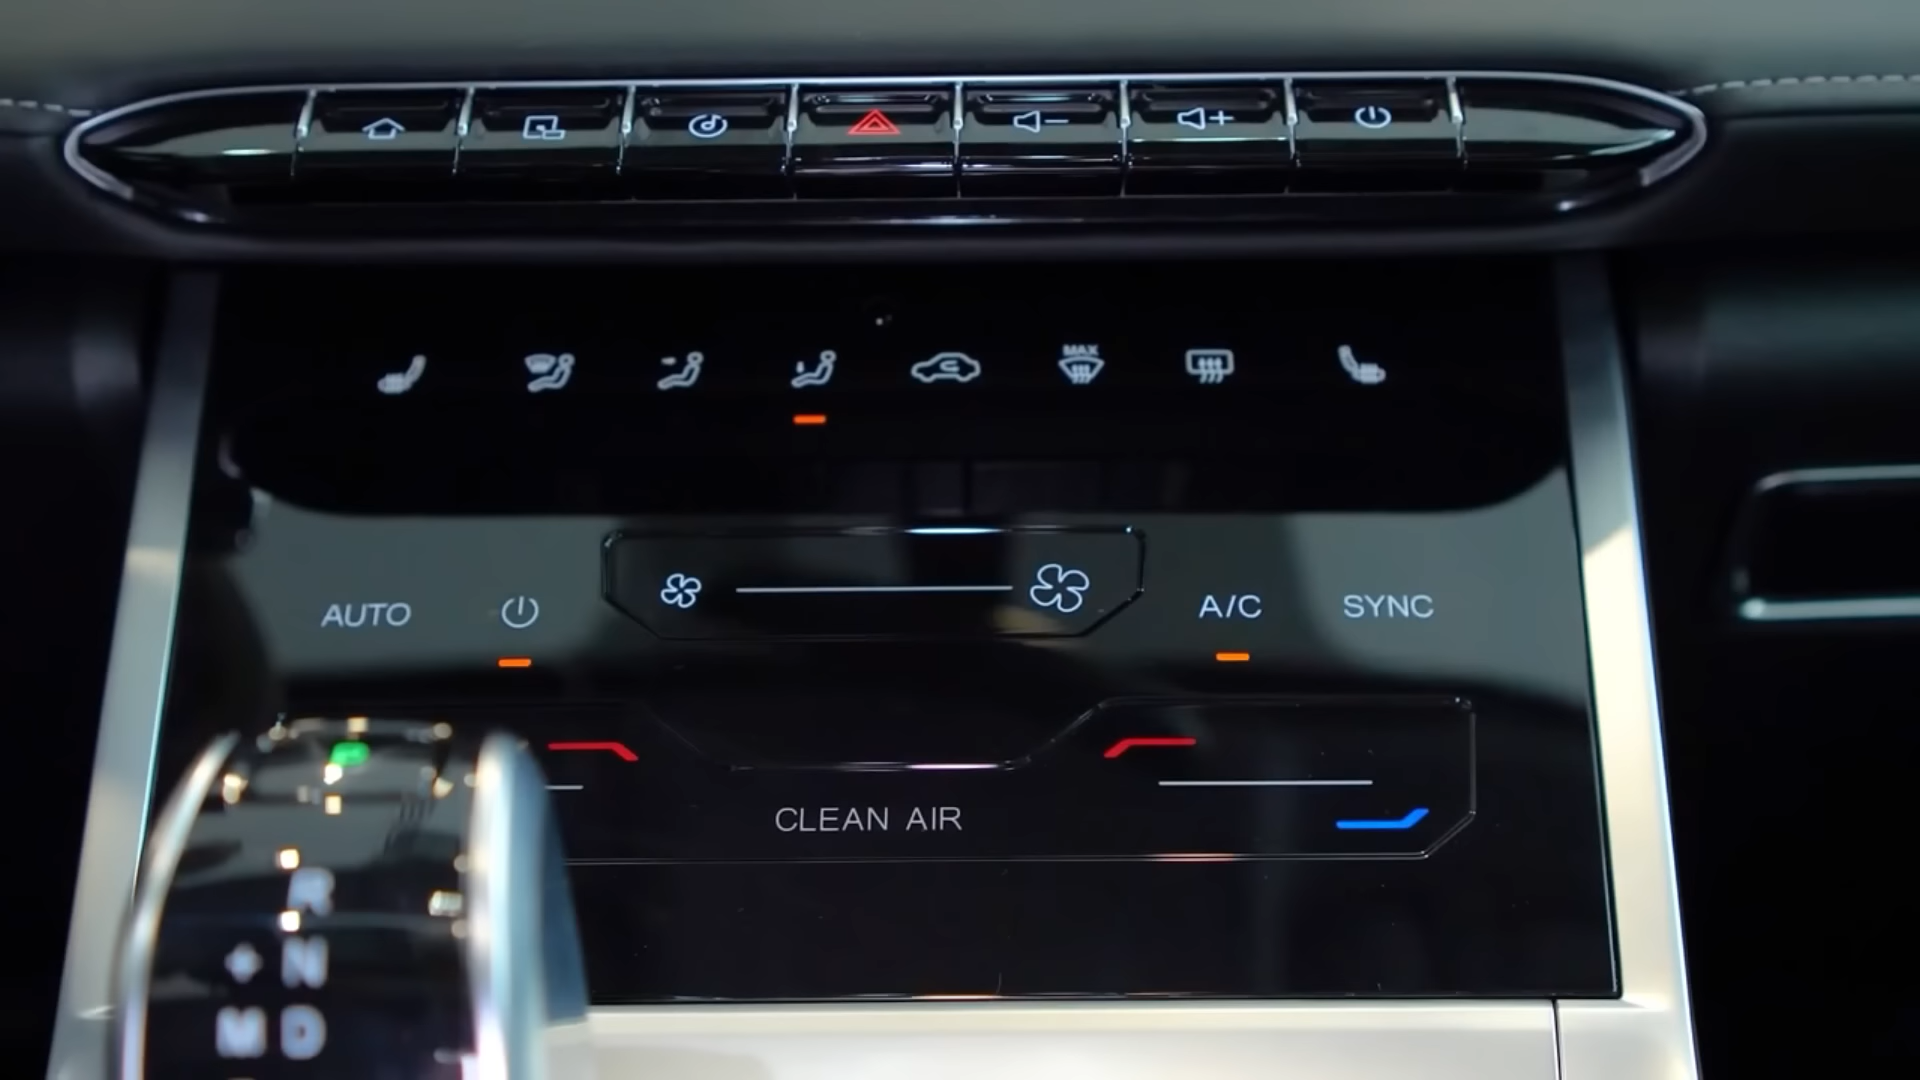 MAX
AUTO
A/C
SYNC
CLEAN AIR
R
+ N
M D